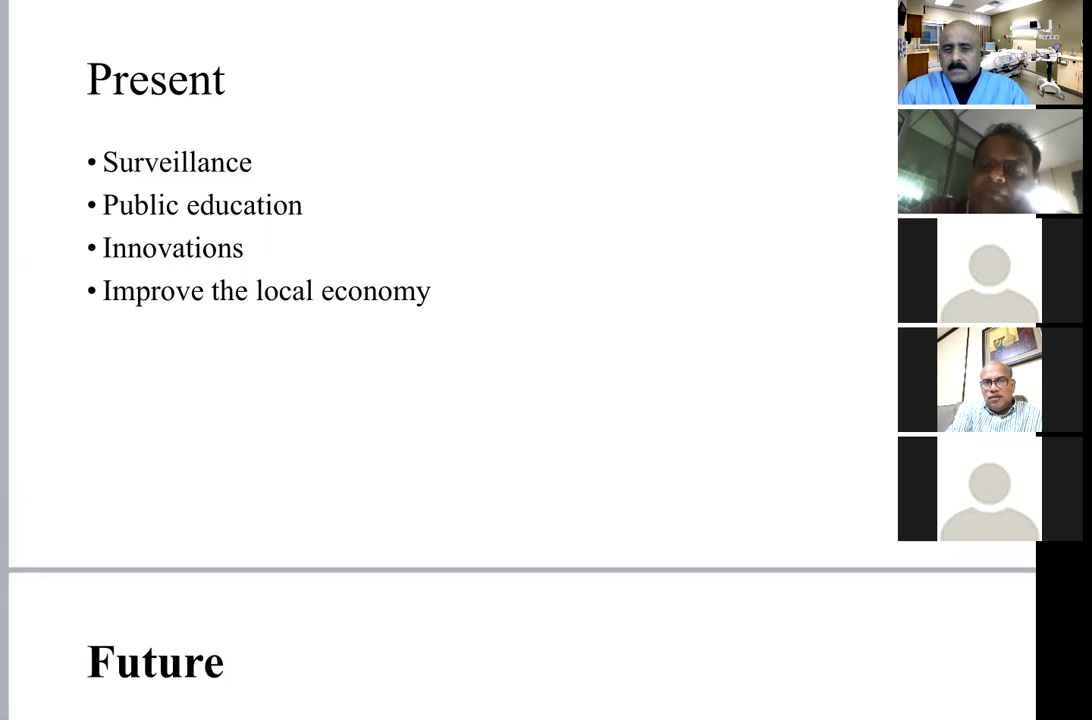 Present
• Surveillance
• Public education
• Innovations
• Improve the local economy
Future